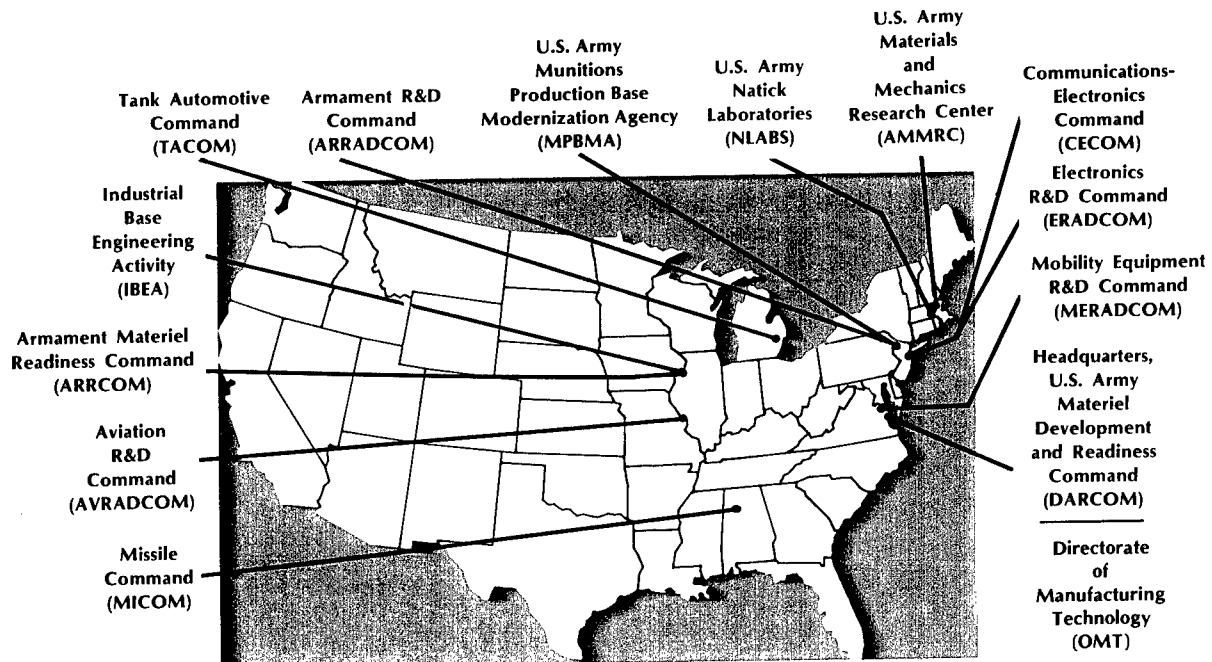 U.S. Army
Materials
and
Mechanics
Research Center
(AMMRC)
U.S. Army
Munitions
Production Base
Modernization Agency
(MPBMA)
U.S. Army
Natick
Laboratories
(NLABS)
Communications-
Electronics
Command
(CECOM)
Tank Automotive
Command
(TACOM)
Armament R&D
Command
(ARRADCOM)
Electronics
R&D Command
(ERADCOM)
Industrial
Base
Engineering
Activity
(IBEA)
Mobility Equipment
R&D Command
(MERADCOM)
Armament Materiel
Readiness Command
(ARRCOM)
Headquarters,
U.S. Army
Materiel
Development
and Readiness
Command
(DARCOM)
Aviation
R&D
Command
(AVRADCOM)
Missile
Command
(MICOM)
Directorate
of
Manufacturing
Technology
(OMT)